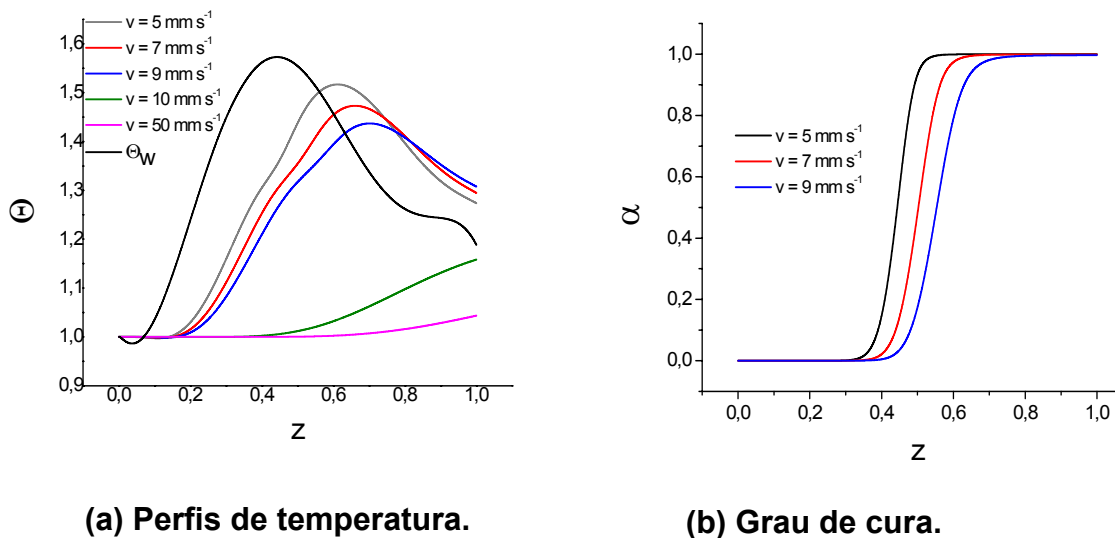 v = 5 mm s⁻¹
v = 7 mm s⁻¹
v = 9 mm s⁻¹
v = 10 mm s⁻¹
v = 50 mm s⁻¹
Θw
1,6
1,5
1,4
1,3
1,2
1,1
1,0
0,9
Θ
0,0 0,2 0,4 0,6 0,8 1,0
z
(a) Perfis de temperatura.
1,0
0,8
0,6
0,4
0,2
0,0
α
v = 5 mm s⁻¹
v = 7 mm s⁻¹
v = 9 mm s⁻¹
0,0 0,2 0,4 0,6 0,8 1,0
z
(b) Grau de cura.